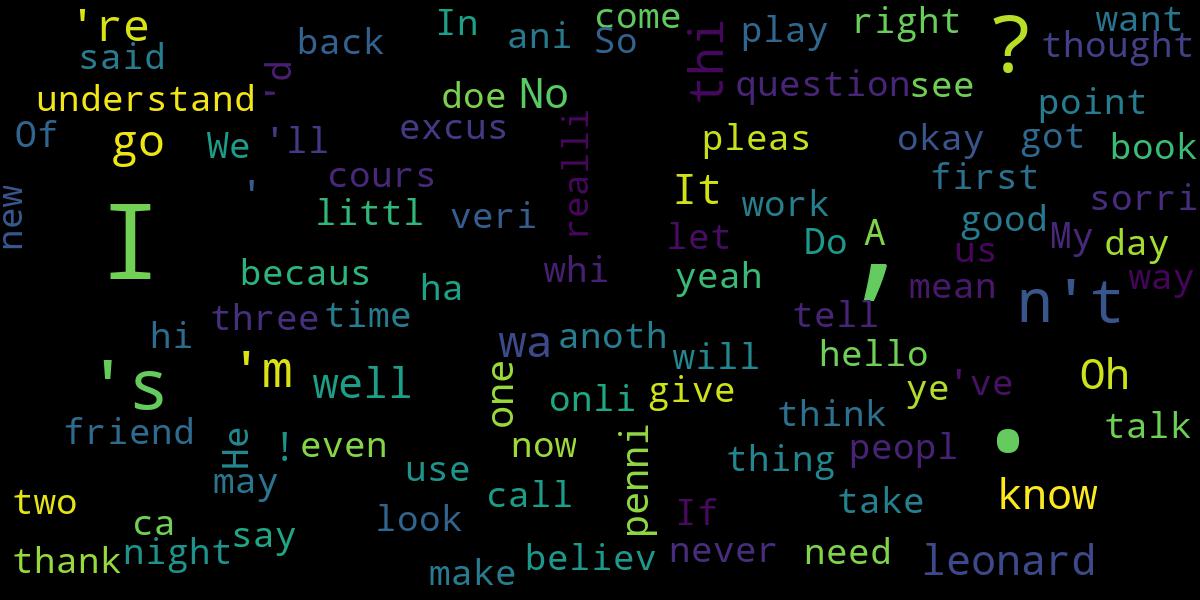 're
In
come
want
said
back
ani
So
play
right
?
thought
'd
thi
question
see
understand
doe
No
point
Of
go
We
'll
excus
realli
pleas
okay
got
book
new
'
cours
It
first
sorri
I
littl
veri
work
good
let
Do
A
us
My
day
becaus
ha
whi
yeah
,
mean
n't
way
hi
three
time
wa
anoth
will
tell
's
'm
well
one
onli
give
hello
ye
've
Oh
friend
He
!
even
now
penni
think
thing
peopl
.
talk
may
use
call
take
know
two
ca
say
look
If
thank
night
make
believ
never
need
leonard